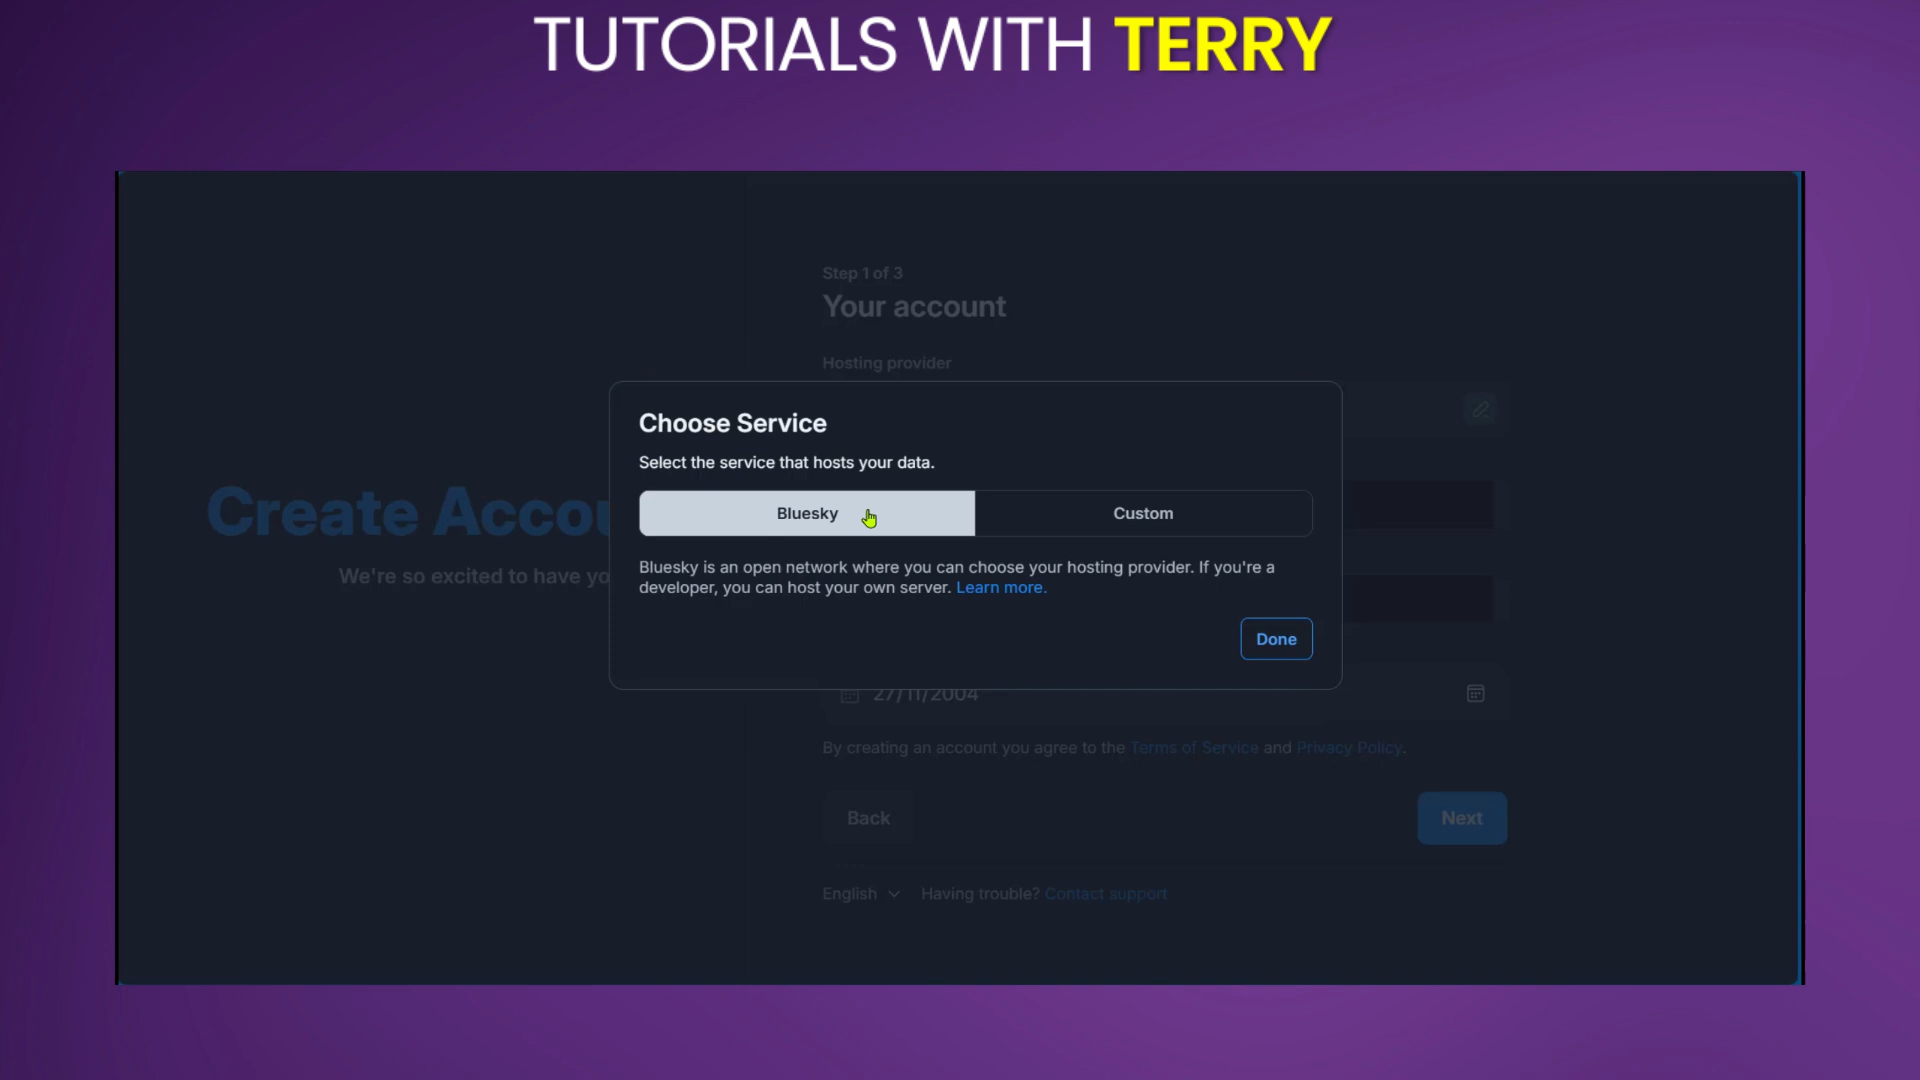 TUTORIALS WITH TERRY
Step 1 of 3
Your account
Hosting provider
Choose Service
Select the service that hosts your data.
Bluesky
Custom
Create Accou
We're so excited to have yo
Bluesky is an open network where you can choose your hosting provider. If you're a
developer, you can host your own server. Learn more.
Done
27/11/2004
By creating an account you agree to the Terms of Service and Privacy Policy.
Back
Next
English
Having trouble? Contact support